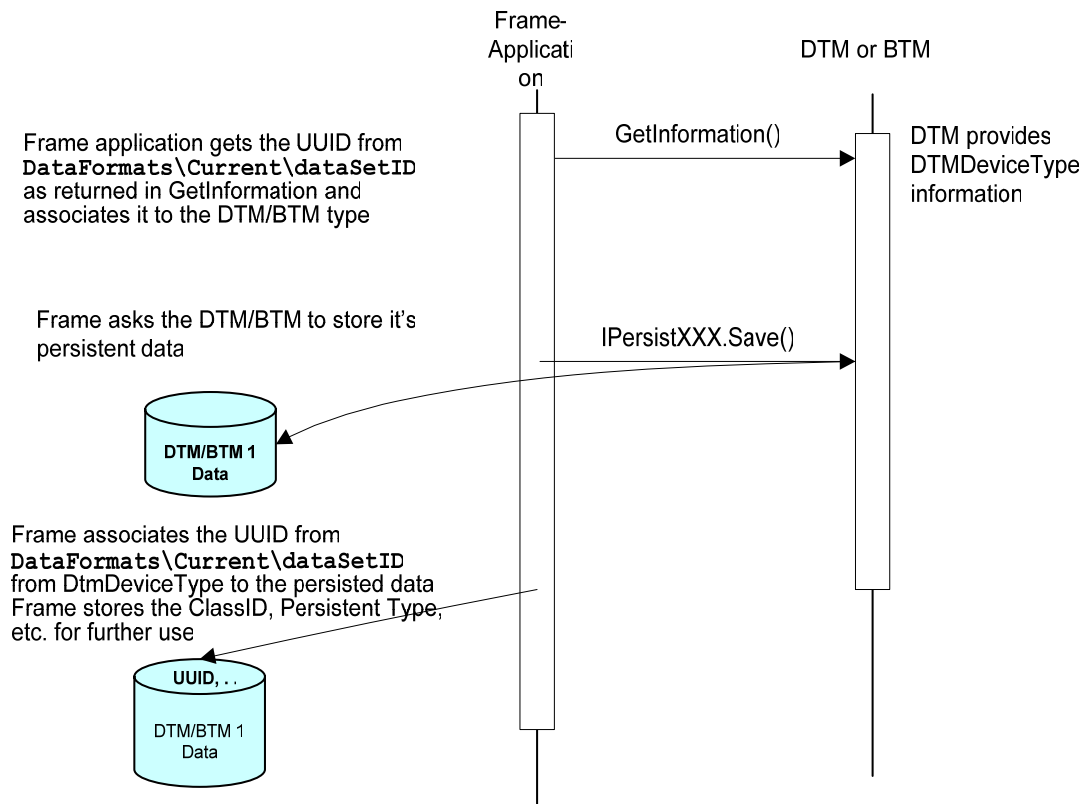 Frame-
Applicati
on
DTM or BTM
Frame application gets the UUID from
DataFormats\Current\dataSetID
as returned in GetInformation and
associates it to the DTM/BTM type
GetInformation()
DTM provides
DTMDeviceType
information
Frame asks the DTM/BTM to store it's
persistent data
IPersistXXX.Save()
DTM/BTM 1
Data
Frame associates the UUID from
DataFormats\Current\dataSetID
from DtmDeviceType to the persisted data
Frame stores the ClassID, Persistent Type,
etc. for further use
UUID, . .
DTM/BTM 1
Data